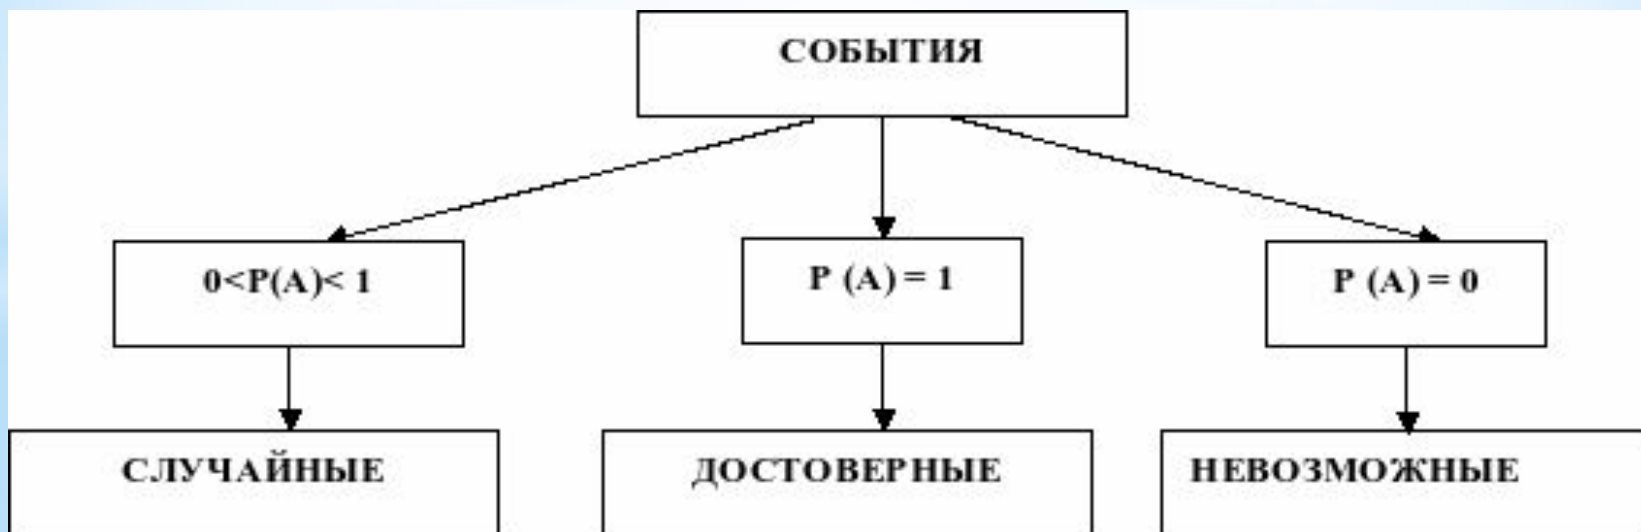 СОБЫТИЯ
0<P(A)< 1
P (A) = 1
P (A) = 0
СЛУЧАЙНЫЕ
ДОСТОВЕРНЫЕ
НЕВОЗМОЖНЫЕ